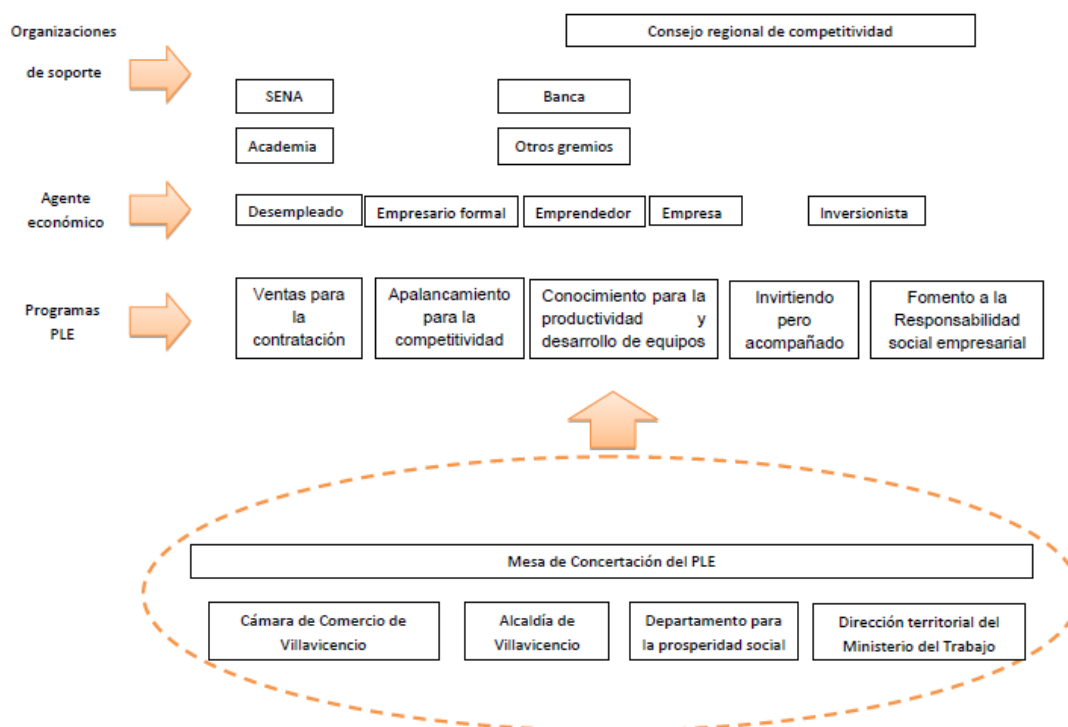 Organizaciones
de soporte
Consejo regional de competitividad
SENA
Banca
Academia
Otros gremios
Agente
económico
Desempleado
Empresario formal
Emprendedor
Empresa
Inversionista
Programas
PLE
Ventas para
la
contratación
Apalancamiento
para la
competitividad
Conocimiento para la
productividad y
desarrollo de equipos
Invirtiendo
pero
acompañado
Fomento a la
Responsabilidad
social empresarial
Mesa de Concertación del PLE
Cámara de Comercio de
Villavicencio
Alcaldía de
Villavicencio
Departamento para
la prosperidad social
Dirección territorial del
Ministerio del Trabajo